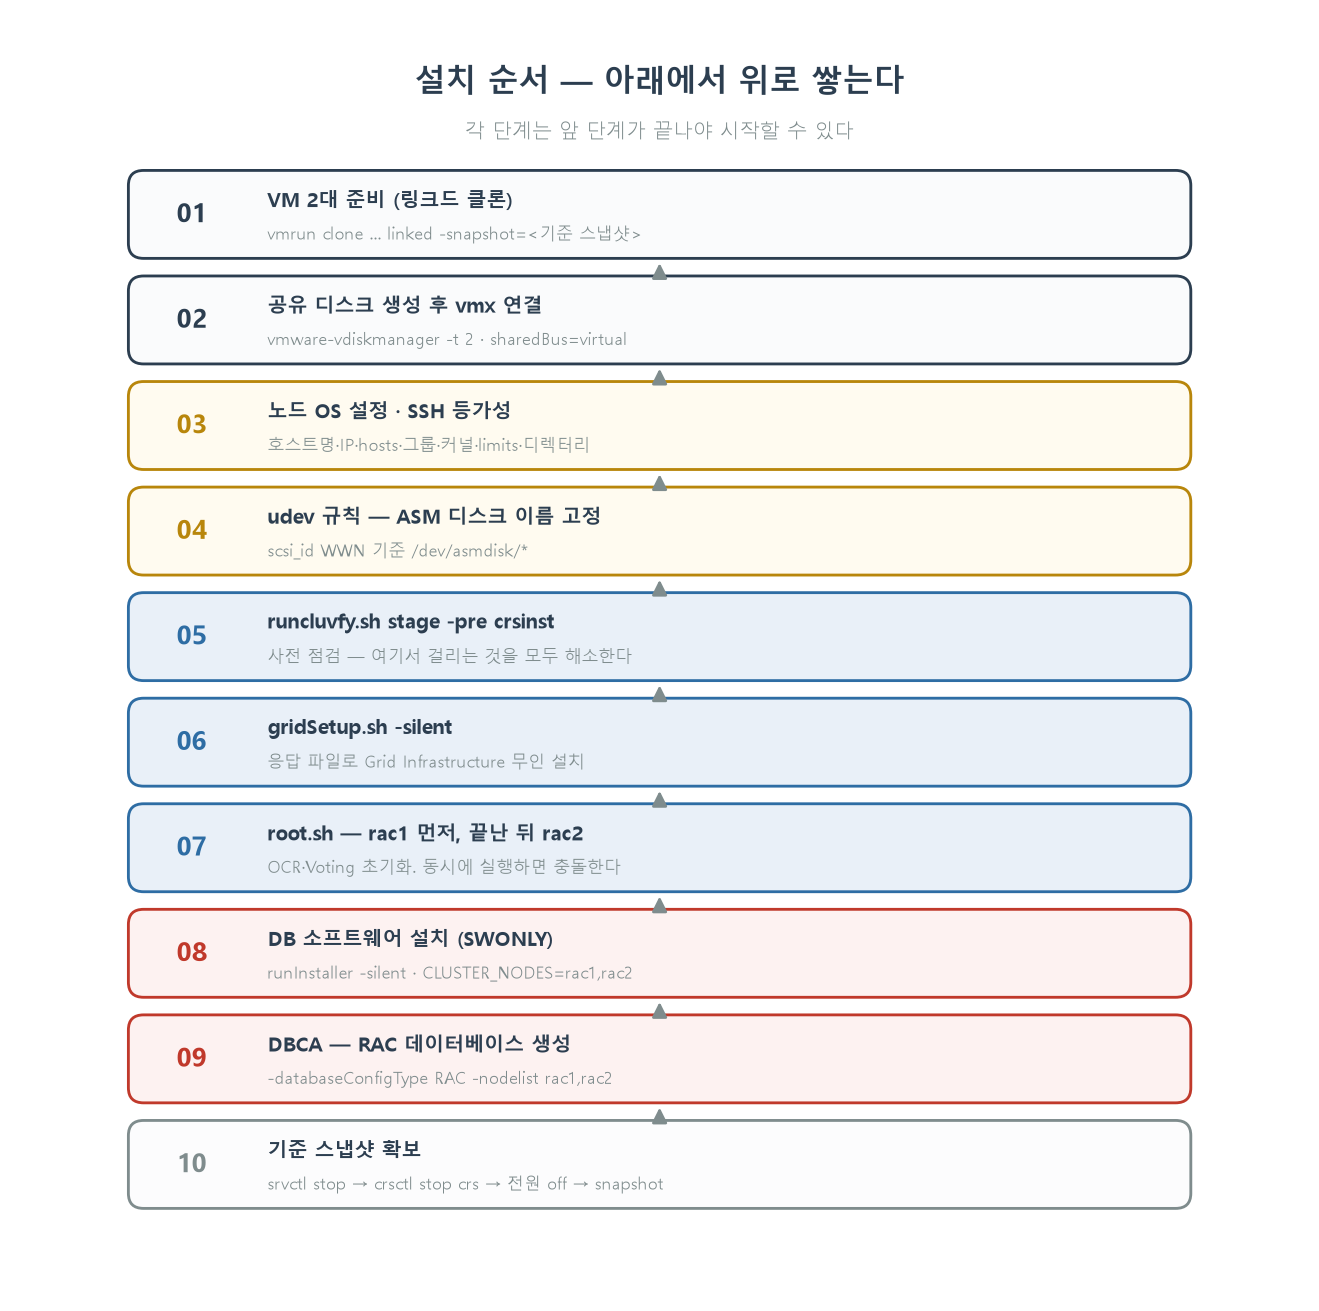 설치 순서 — 아래에서 위로 쌓는다
각 단계는 앞 단계가 끝나야 시작할 수 있다
01
VM 2대 준비 (링크드 클론)
vmrun clone ... linked -snapshot=<기준 스냅샷>
02
공유 디스크 생성 후 vmx 연결
vmware-vdiskmanager -t 2 · sharedBus=virtual
03
노드 OS 설정 · SSH 등가성
호스트명·IP·hosts·그룹·커널·limits·디렉터리
04
udev 규칙 — ASM 디스크 이름 고정
scsi_id WWN 기준 /dev/asmdisk/*
05
runcluvfy.sh stage -pre crsinst
사전 점검 — 여기서 걸리는 것을 모두 해소한다
06
gridSetup.sh -silent
응답 파일로 Grid Infrastructure 무인 설치
07
root.sh — rac1 먼저, 끝난 뒤 rac2
OCR·Voting 초기화. 동시에 실행하면 충돌한다
08
DB 소프트웨어 설치 (SWONLY)
runInstaller -silent · CLUSTER_NODES=rac1,rac2
09
DBCA — RAC 데이터베이스 생성
-databaseConfigType RAC -nodelist rac1,rac2
10
기준 스냅샷 확보
srvctl stop → crsctl stop crs → 전원 off → snapshot